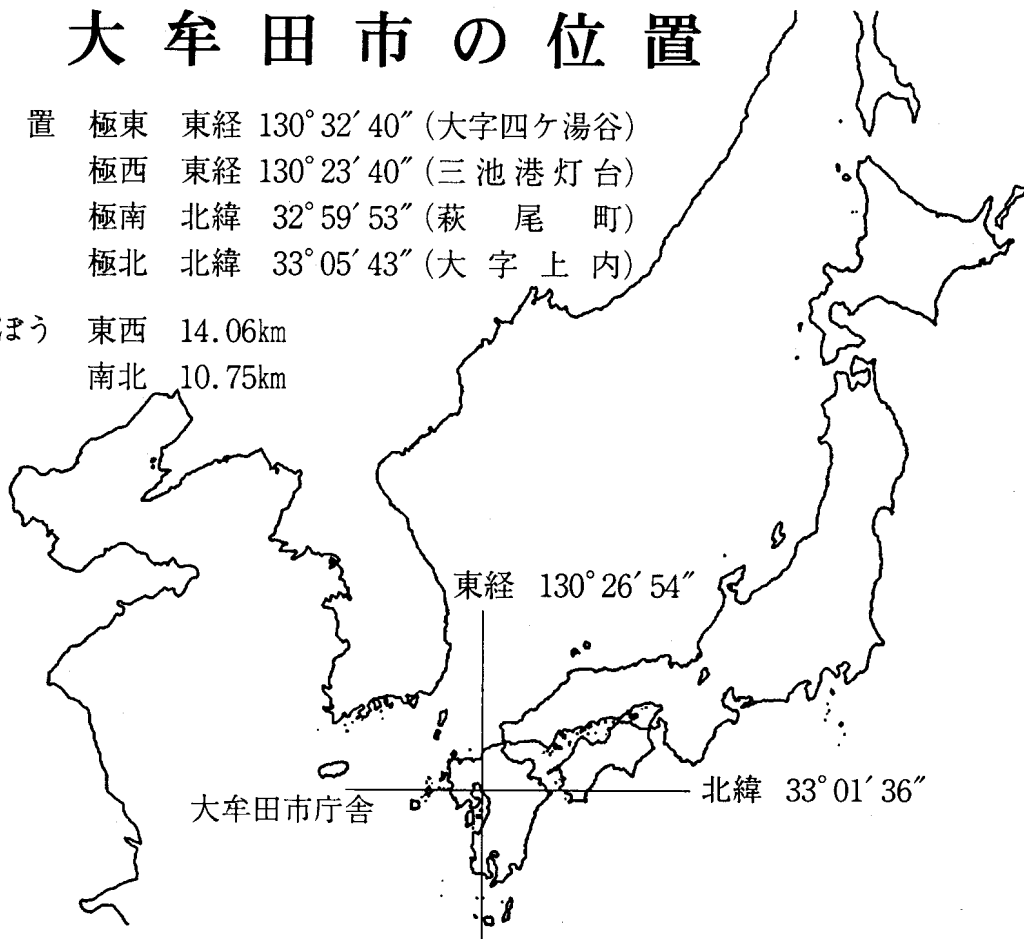 大牟田市の位置
置 極東 東経 130°32′40″(大字四ケ湯谷)
極西 東経 130°23′40″(三池港灯台)
極南 北緯 32°59′53″(萩尾町)
極北 北緯 33°05′43″(大字上内)
ぼう 東西 14.06km
南北 10.75km
東経 130°26′54″
北緯 33°01′36″
大牟田市庁舎